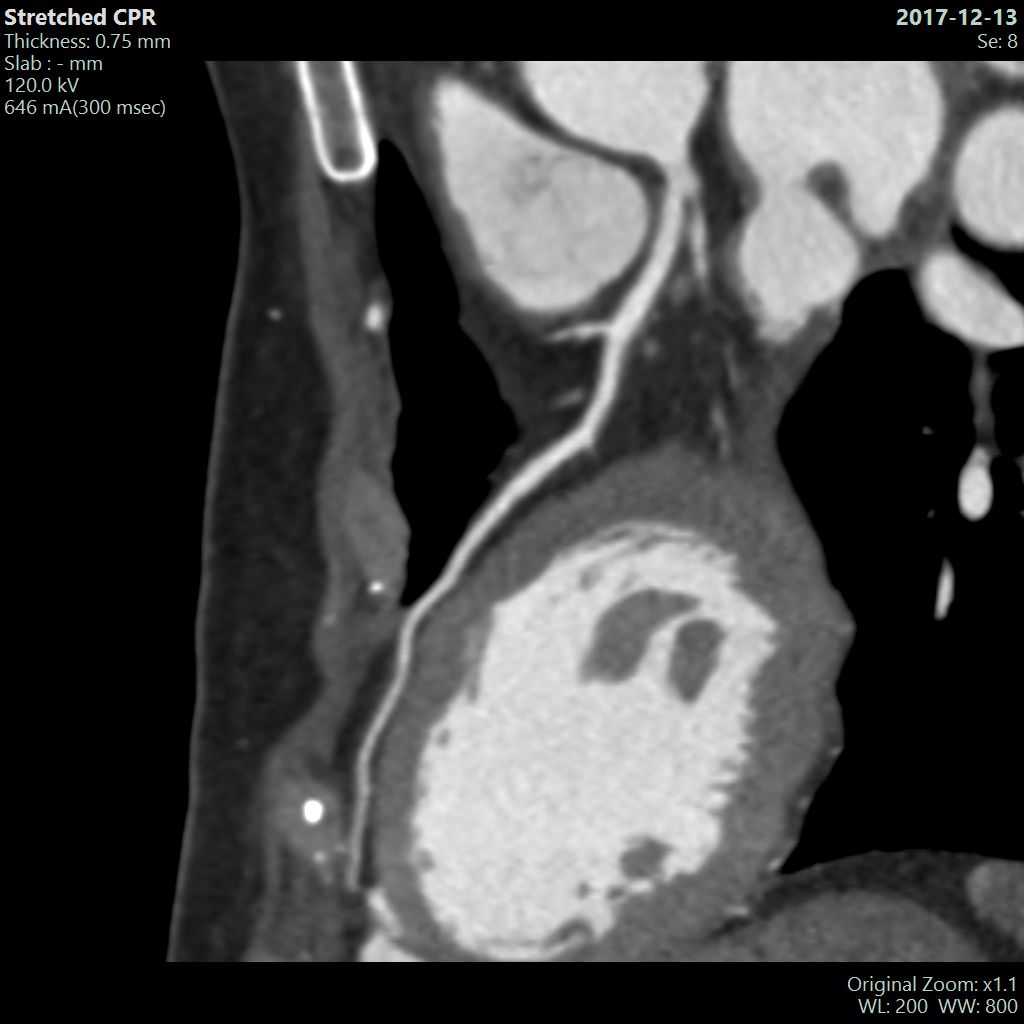 Stretched CPR
Thickness: 0.75 mm
Slab : - mm
120.0 kV
646 mA(300 msec)
2017-12-13
Se: 8
Original Zoom: x1.1
WL: 200 WW: 800